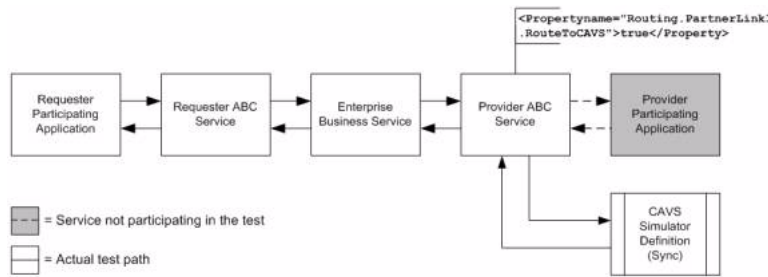 <Propertyname="Routing.PartnerLink
.RouteToCAVS">true</Property>
Requester
Participating
Application
Requester ABC
Service
Enterprise
Business Service
Provider ABC
Service
Provider
Participating
Application
= Service not participating in the test
= Actual test path
CAVS
Simulator
Definition
(Sync)